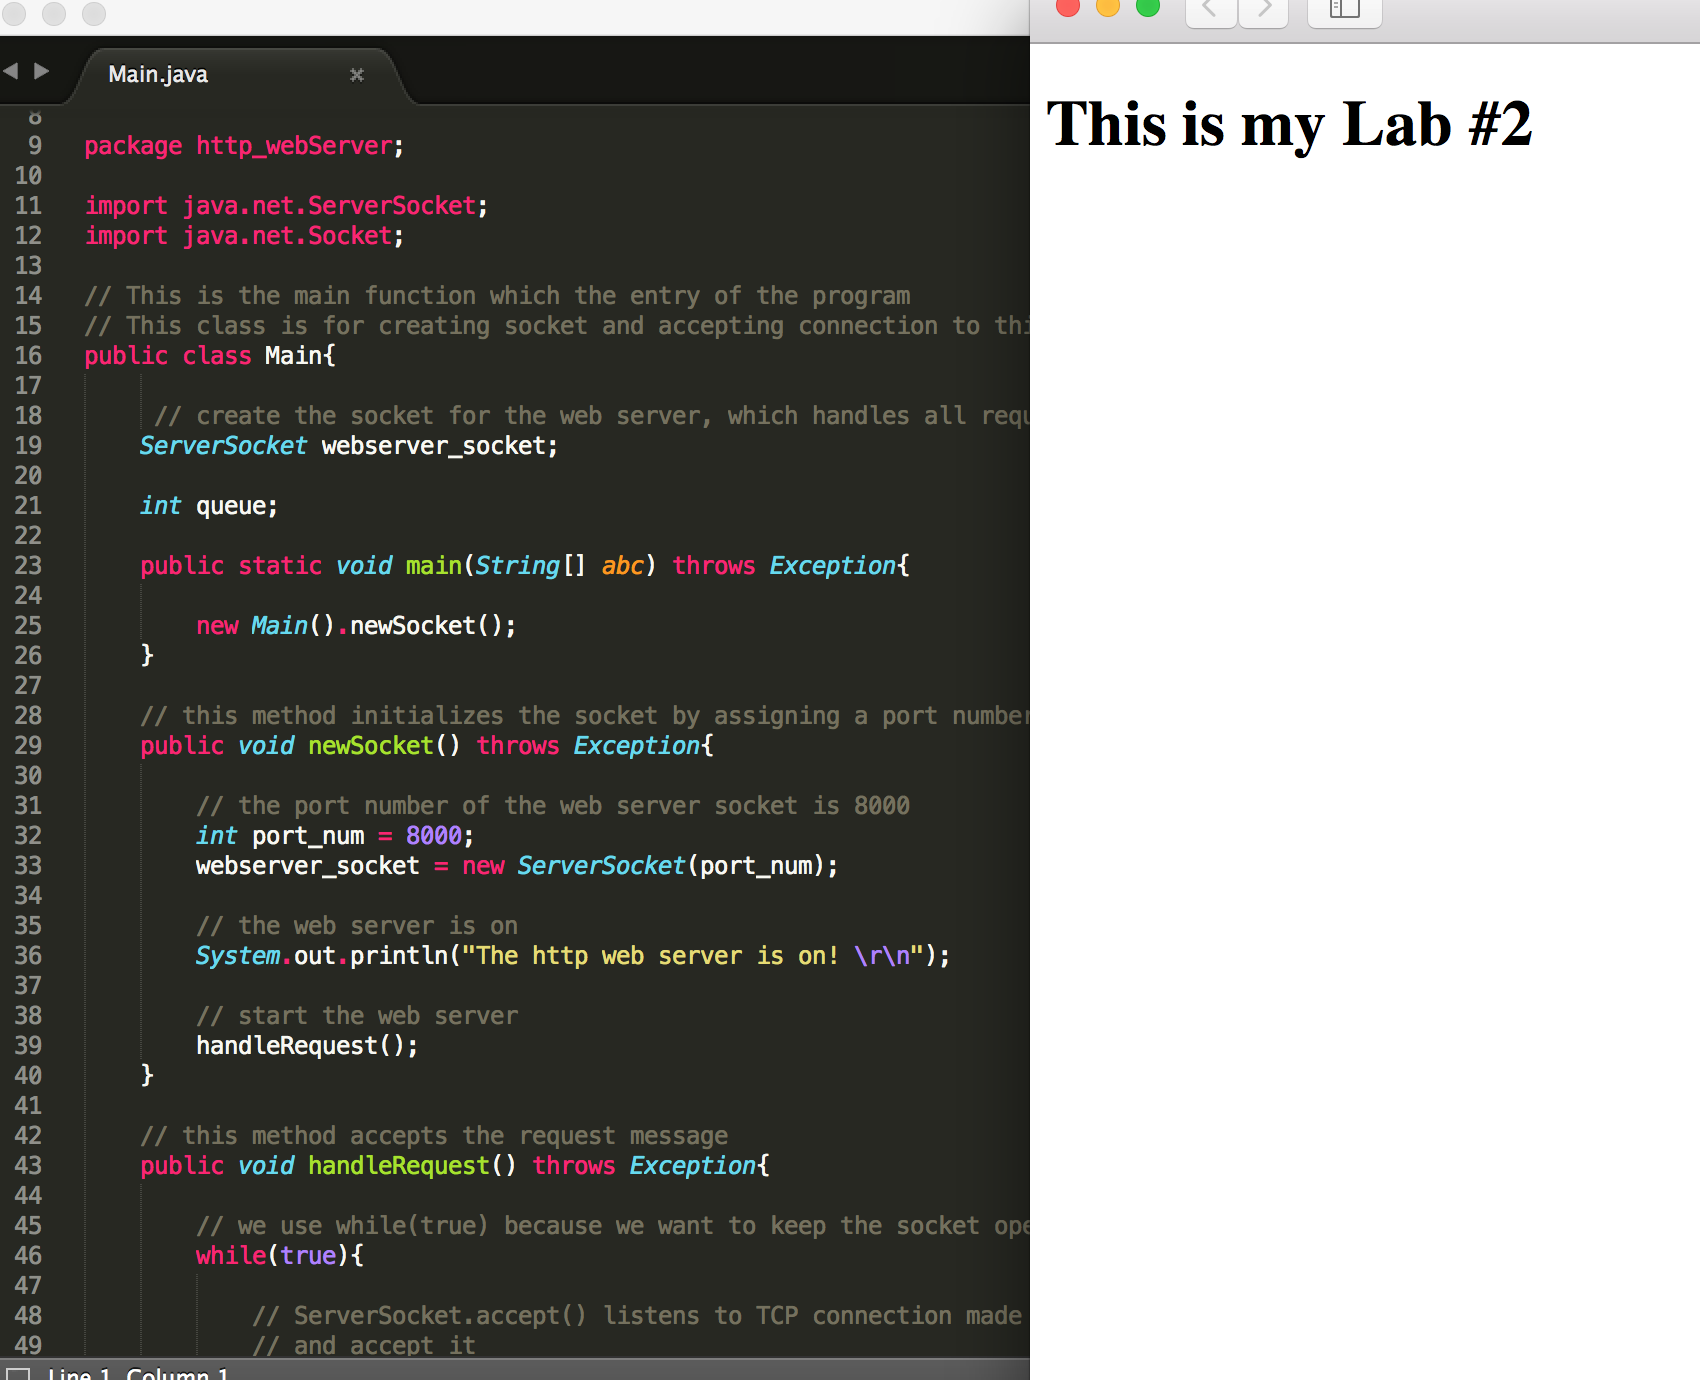 Main.java
8
9 package http_webServer;
10
11 import java.net.ServerSocket;
12 import java.net.Socket;
13
14 // This is the main function which the entry of the program
15 // This class is for creating socket and accepting connection to thi
16 public class Main{
17
18 // create the socket for the web server, which handles all requ
19 ServerSocket webserver_socket;
20
21 int queue;
22
23 public static void main(String[] abc) throws Exception{
24
25 new Main().newSocket();
26 }
27
28 // this method initializes the socket by assigning a port number
29 public void newSocket() throws Exception{
30
31 // the port number of the web server socket is 8000
32 int port_num = 8000;
33 webserver_socket = new ServerSocket(port_num);
34
35 // the web server is on
36 System.out.println("The http web server is on! \r\n");
37
38 // start the web server
39 handleRequest();
40 }
41
42 // this method accepts the request message
43 public void handleRequest() throws Exception{
44
45 // we use while(true) because we want to keep the socket ope
46 while(true){
47
48 // ServerSocket.accept() listens to TCP connection made
49 // and accept it
Line 1, Column 1
This is my Lab #2